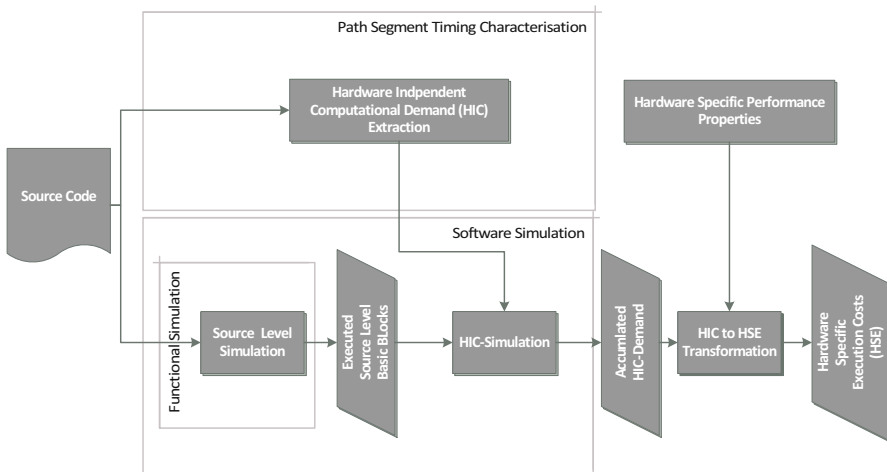 Path Segment Timing Characterisation
Hardware Indpendent
Computational Demand (HIC)
Extraction
Hardware Specific Performance
Properties
Source Code
Software Simulation
Functional Simulation
Source Level
Simulation
Executed
Source Level
Basic BLocks
HIC-Simulation
Accumlated
HIC-Demand
HIC to HSE
Transformation
Hardware
Specific
Execution Costs
(HSE)